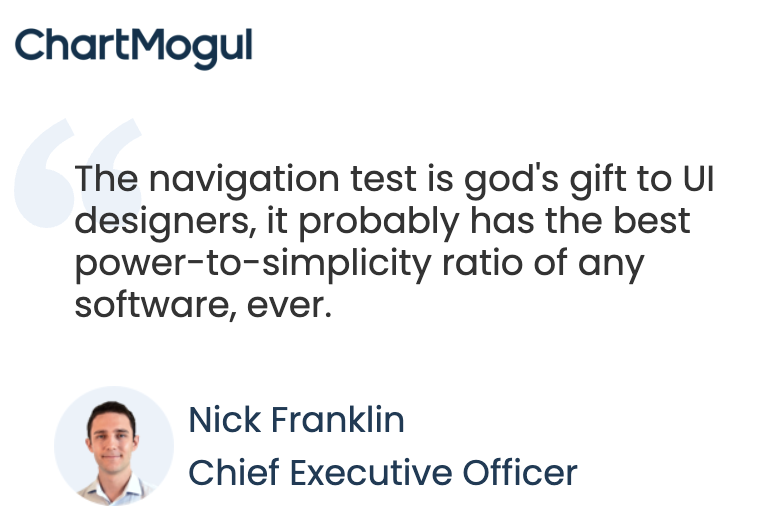 ChartMogul
The navigation test is god's gift to UI
designers, it probably has the best
power-to-simplicity ratio of any
software, ever.
Nick Franklin
Chief Executive Officer